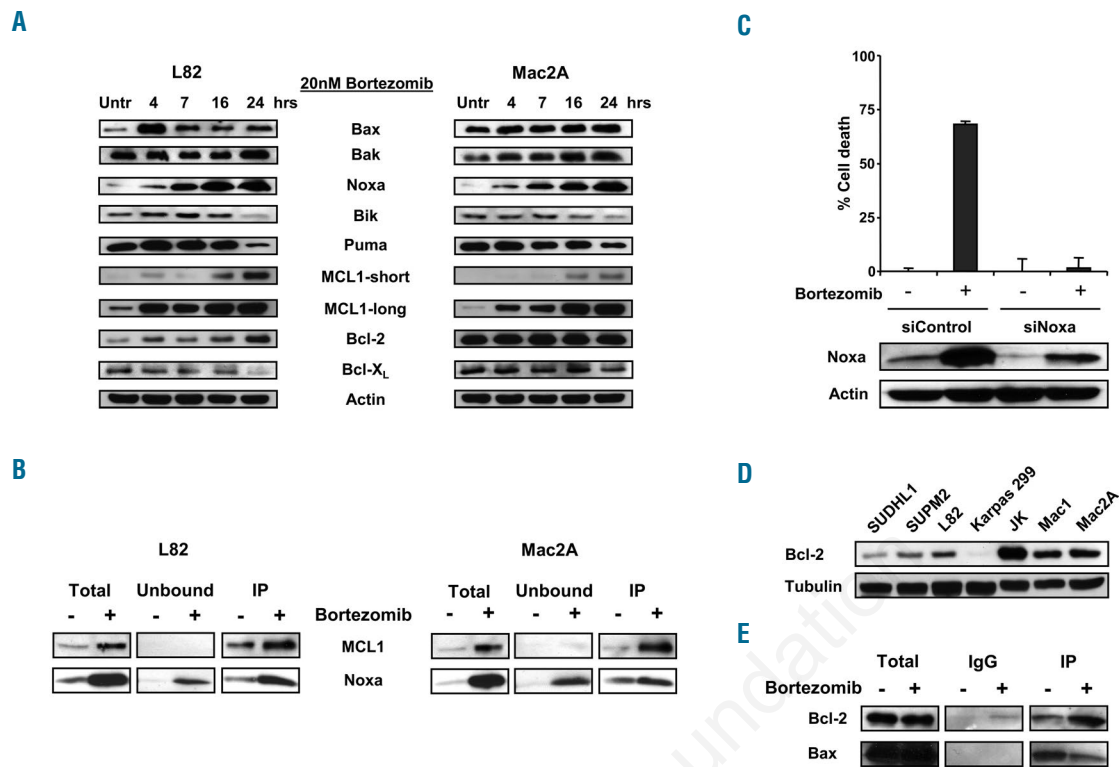 A
L82
20nM Bortezomib
Mac2A
Untr 4 7 16 24 hrs
Untr 4 7 16 24 hrs
Bax
Bak
Noxa
Bik
Puma
MCL1-short
MCL1-long
Bcl-2
Bcl-XL
Actin
B
L82
Mac2A
Total Unbound IP
Total Unbound IP
- + - + - + Bortezomib - + - + - +
MCL1
Noxa
C
% Cell death
100
75
50
25
0
Bortezomib - + - +
siControl siNoxa
Noxa
Actin
D
SUDHL1 SUPM2 L82 Karpas 299 JK Mac1 Mac2A
Bcl-2
Tubulin
E
Total IgG IP
Bortezomib - + - + - +
Bcl-2
Bax
undation